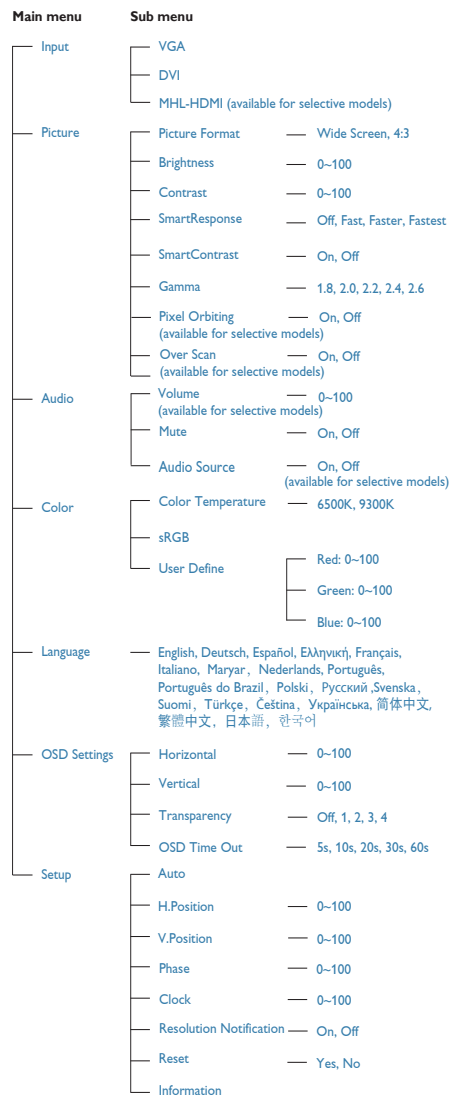 Main menu Sub menu
Input VGA
DVI
MHL-HDMI (available for selective models)
Picture Picture Format Wide Screen, 4:3
Brightness 0~100
Contrast 0~100
SmartResponse Off, Fast, Faster, Fastest
SmartContrast On, Off
Gamma 1.8, 2.0, 2.2, 2.4, 2.6
Pixel Orbiting On, Off
(available for selective models)
Over Scan On, Off
(available for selective models)
Audio Volume 0~100
(available for selective models)
Mute On, Off
Audio Source On, Off
(available for selective models)
Color Color Temperature 6500K, 9300K
sRGB
User Define Red: 0~100
Green: 0~100
Blue: 0~100
Language English, Deutsch, Español, Ελληνική, Français,
Italiano, Maryar, Nederlands, Português,
Português do Brazil, Polski, Русский ,Svenska,
Suomi, Türkçe, Čeština, Українська, 简体中文,
繁體中文, 日本語, 한국어
OSD Settings Horizontal 0~100
Vertical 0~100
Transparency Off, 1, 2, 3, 4
OSD Time Out 5s, 10s, 20s, 30s, 60s
Setup Auto
H.Position 0~100
V.Position 0~100
Phase 0~100
Clock 0~100
Resolution Notification On, Off
Reset Yes, No
Information